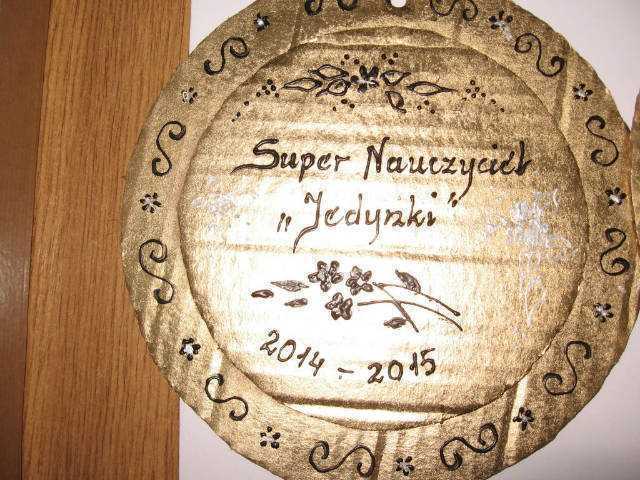 Super Nauczyciel
„Jedynki”
2014 - 2015